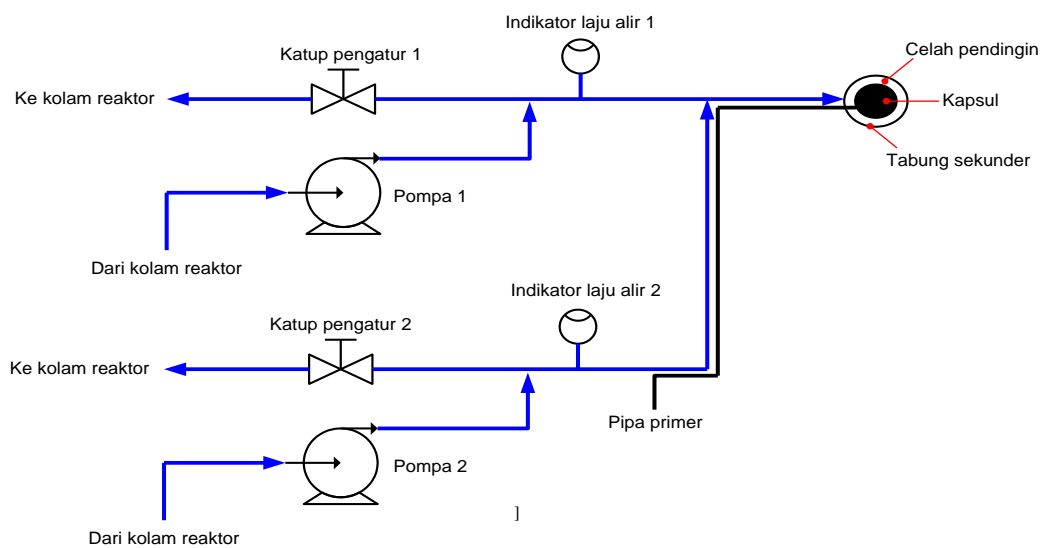 Indikator laju alir 1
Katup pengatur 1
Celah pendingin
Ke kolam reaktor
Kapsul
Tabung sekunder
Pompa 1
Dari kolam reaktor
Indikator laju alir 2
Katup pengatur 2
Ke kolam reaktor
Pipa primer
Pompa 2
]
Dari kolam reaktor